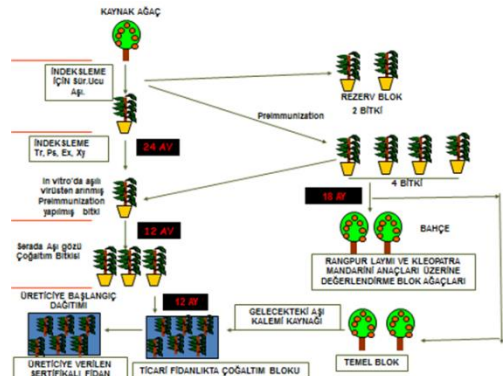 KAYNAK AĞAÇ
İNDEKSLEME
İÇİN Sür.Ucu
Aşı.
REZERV BLOK
2 BİTKİ
Preimmunization
İNDEKSLEME
Tr, Ps, Ex, Xy
24 AY
4 BİTKİ
In vitro'da aşılı
virüsten arınmış
Preimmunization
yapılmış bitki
18 AY
BAHÇE
12 AY
Serada Aşı gözü
Çoğaltım Bitkisi
RANGPUR LAYMI VE KLEOPATRA
MANDARİNİ ANAÇLARI ÜZERİNE
DEĞERLENDİRME BLOK AĞAÇLARI
ÜRETİCİYE BAŞLANGIÇ
DAĞITIMI
12 AY
GELECEKTEKİ AŞI
KALEMİ KAYNAĞI
TEMEL BLOK
ÜRETİCİYE VERİLEN
SERTİFİKALI FİDAN
TİCARİ FİDANLIKTA ÇOĞALTIM BLOKU